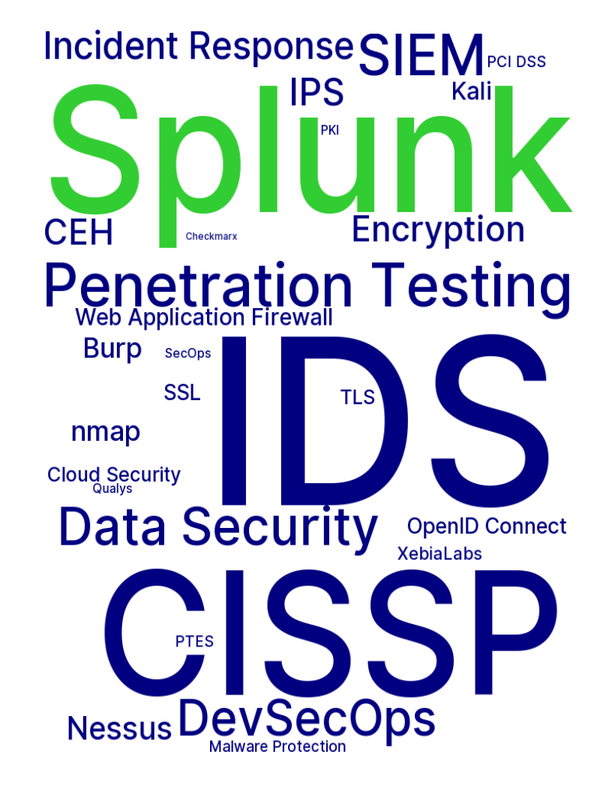 Incident Response
SIEM
PCI DSS
IPS
Kali
Splunk
PKI
CEH
Checkmarx
Encryption
Penetration Testing
Web Application Firewall
Burp
SecOps
IDS
SSL
TLS
nmap
Cloud Security
Qualys
Data Security
OpenID Connect
XebiaLabs
CISSP
PTES
Nessus
DevSecOps
Malware Protection